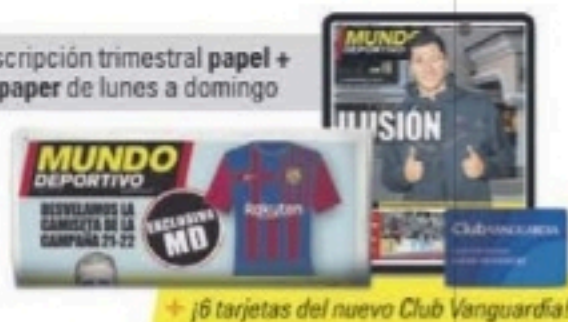 scripción trimestral papel +
paper de lunes a domingo
MUNDO
DEPORTIVO
ILUSIÓN
MUNDO
DEPORTIVO
DESVELAMOS LA
CAMISETA DE LA
CAMPAÑA 21-22
EXCLUSIVA
MD
Rakuten
Club VANGUARDIA
+ ¡6 tarjetas del nuevo Club Vanguardia!